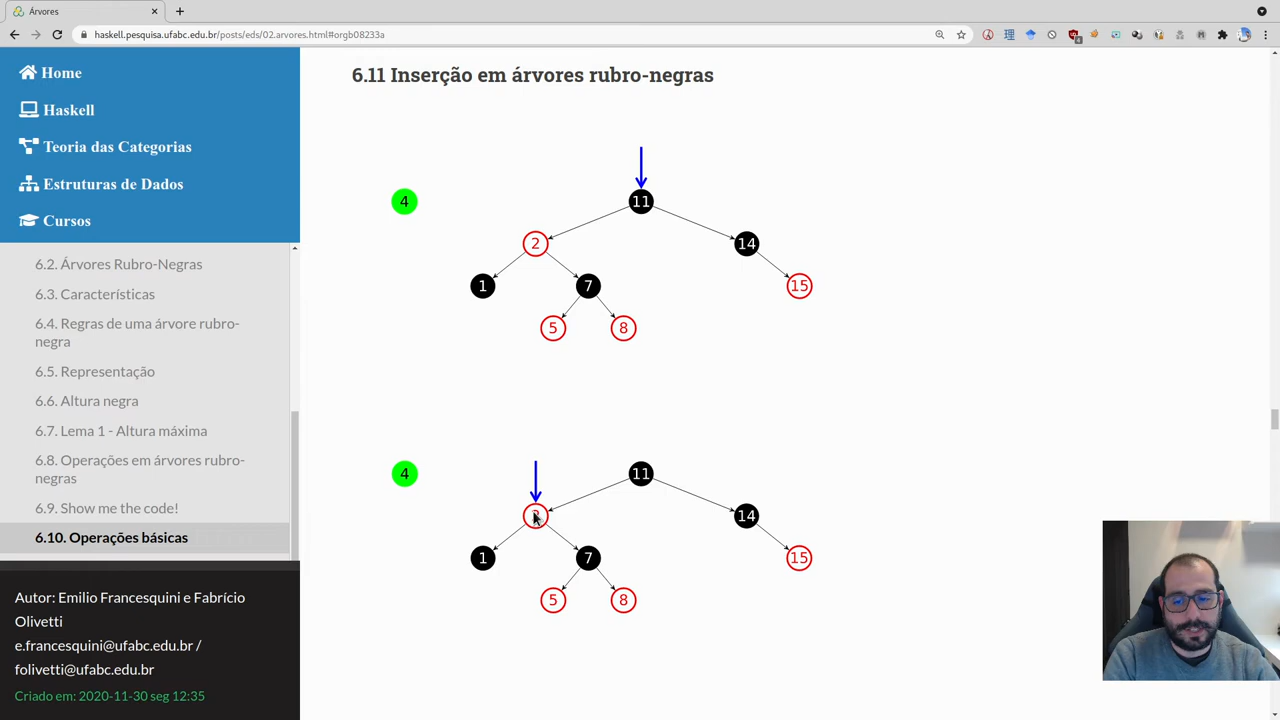 Árvores
haskell.pesquisa.ufabc.edu.br/posts/eds/02.arvores.html#orgb08233a
Home
Haskell
Teoria das Categorias
Estruturas de Dados
Cursos
6.2. Árvores Rubro-Negras
6.3. Características
6.4. Regras de uma árvore rubro-
negra
6.5. Representação
6.6. Altura negra
6.7. Lema 1 - Altura máxima
6.8. Operações em árvores rubro-
negras
6.9. Show me the code!
6.10. Operações básicas
Autor: Emilio Francesquini e Fabrício
Olivetti
e.francesquini@ufabc.edu.br /
folivetti@ufabc.edu.br
Criado em: 2020-11-30 seg 12:35
6.11 Inserção em árvores rubro-negras
4 11
2 14
1 7 15
5 8
4 11
14
1 7 15
5 8